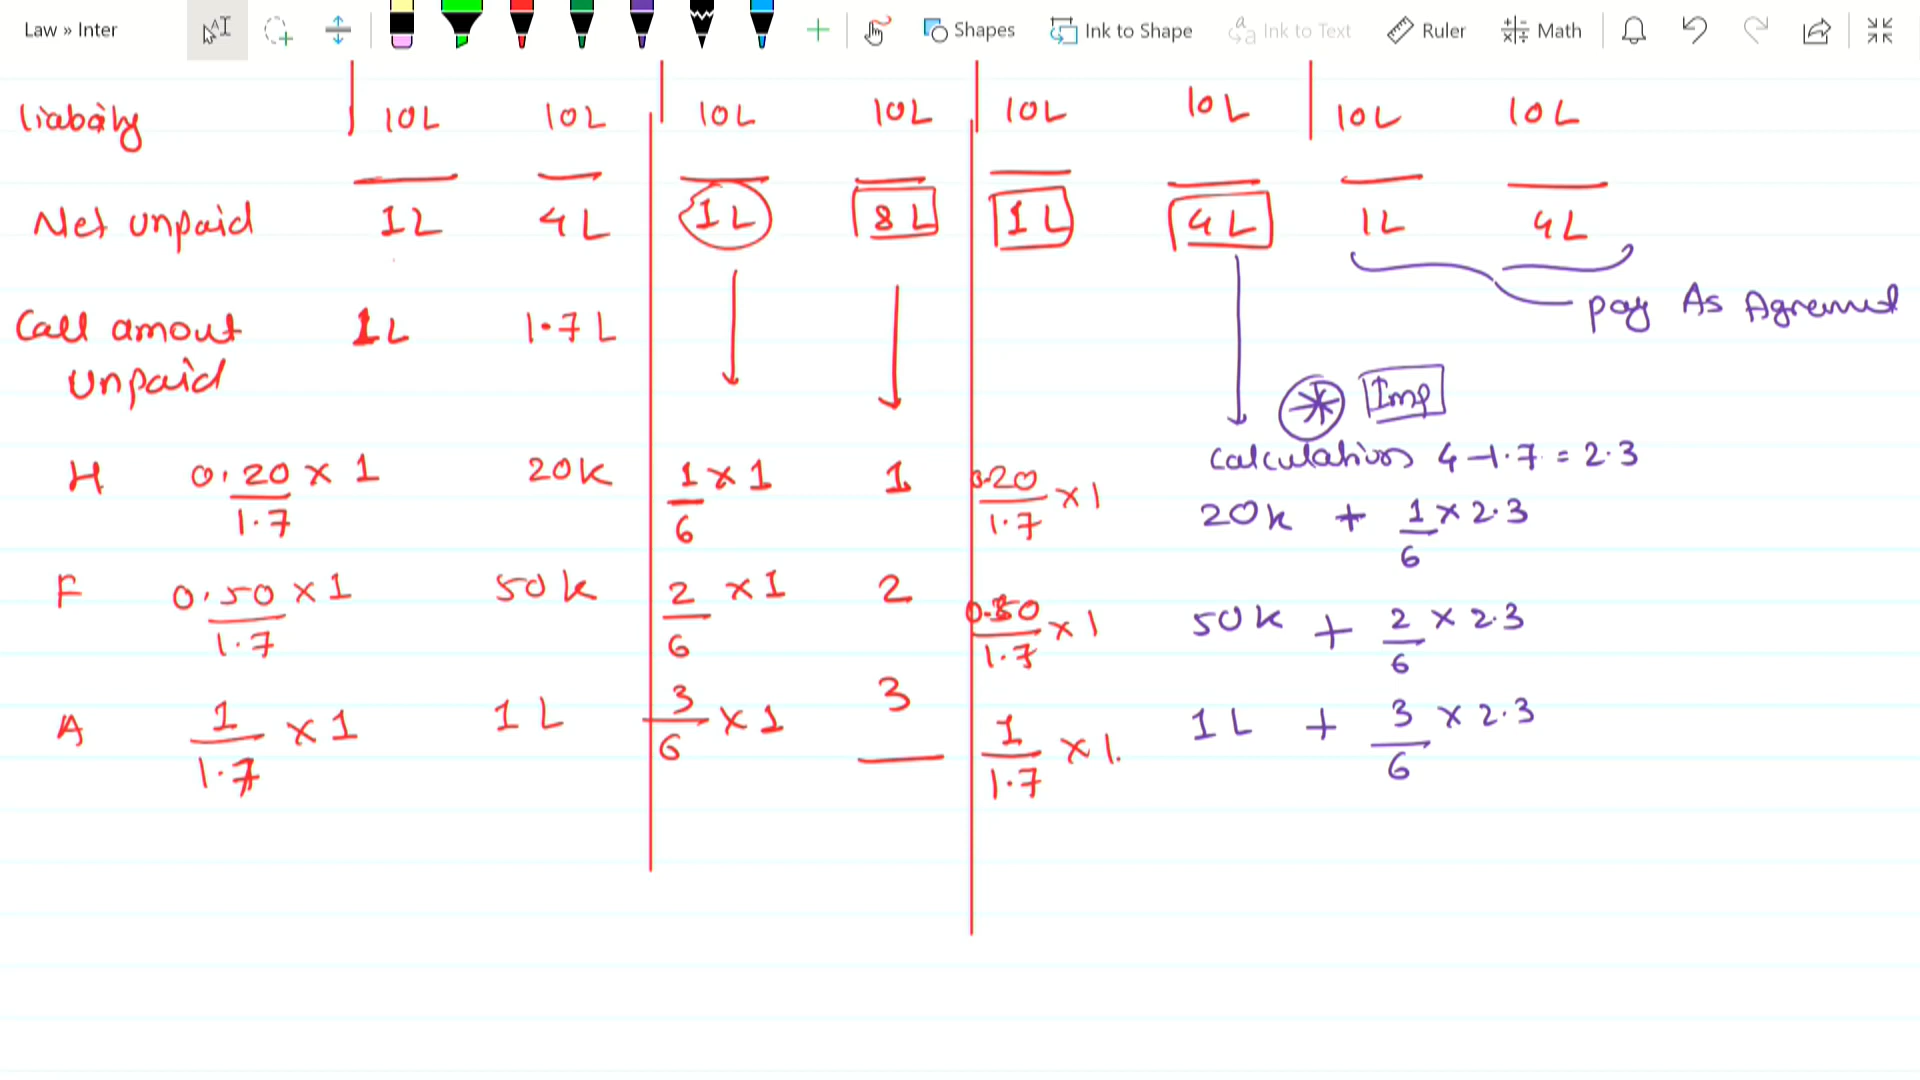 Law » Inter
Shapes
Ink to Shape
Ink to Text
Ruler
Math
liability 10L 10L 10L 10L 10L 10L 10L 10L
Net unpaid 1L 4L 1L 8L 1L 4L 1L 4L
pay As Agreemet
Call amout 1L 1.7L
unpaid
* Imp
Calculations 4-1.7 = 2.3
H 0.20/1.7 x 1 20k 1/6 x 1 1 0.20/1.7 x 1 20k + 1/6 x 2.3
F 0.50/1.7 x 1 50k 2/6 x 1 2 0.50/1.7 x 1 50k + 2/6 x 2.3
A 1/1.7 x 1 1L 3/6 x 1 3 1/1.7 x 1. 1L + 3/6 x 2.3